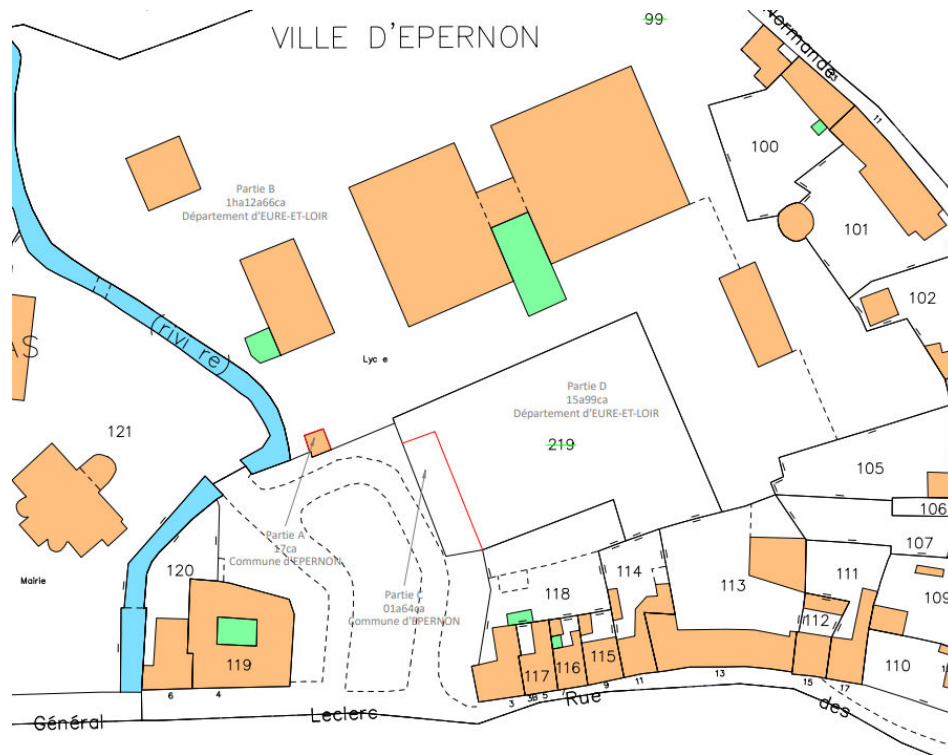 VILLE D'EPERNON
99
Normande
11
100
101
102
Partie B
1ha12a66ca
Département d'EURE-ET-LOIR
(rivi re)
AS
Lyc e
Partie D
15a99ca
Département d'EURE-ET-LOIR
219
121
105
106
107
109
110
111
112
113
114
118
120
Partie A
17ca
Commune d'EPERNON
Partie C
01a64ca
Commune d'EPERNON
Mairie
119
117
116
115
6
4
3
3B
5
7
9
11
13
15
17
Général
Leclerc
Rue
des